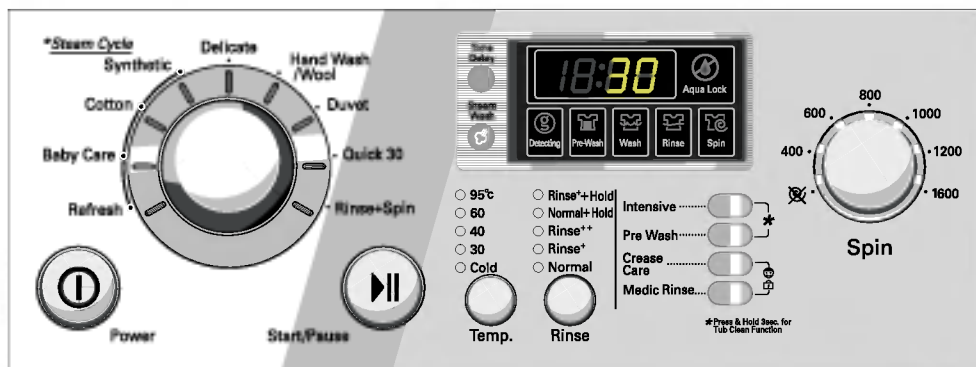 *Steam Cycle
Delicate
Synthetic
Hand Wash
/Wool
Cotton
Duvet
Baby Care
Quick 30
Refresh
Rinse+Spin
Power
Start/Pause
Time
Delay
Steam
Wash
18:30
Aqua Lock
Detecting
Pre-Wash
Wash
Rinse
Spin
95℃
60
40
30
Cold
Temp.
Rinse⁺+Hold
Normal+Hold
Rinse⁺⁺
Rinse⁺
Normal
Rinse
Intensive
Pre Wash
*
Crease
Care
Medic Rinse
*Press & Hold 3sec. for
Tub Clean Function
400
600
800
1000
1200
1600
Spin